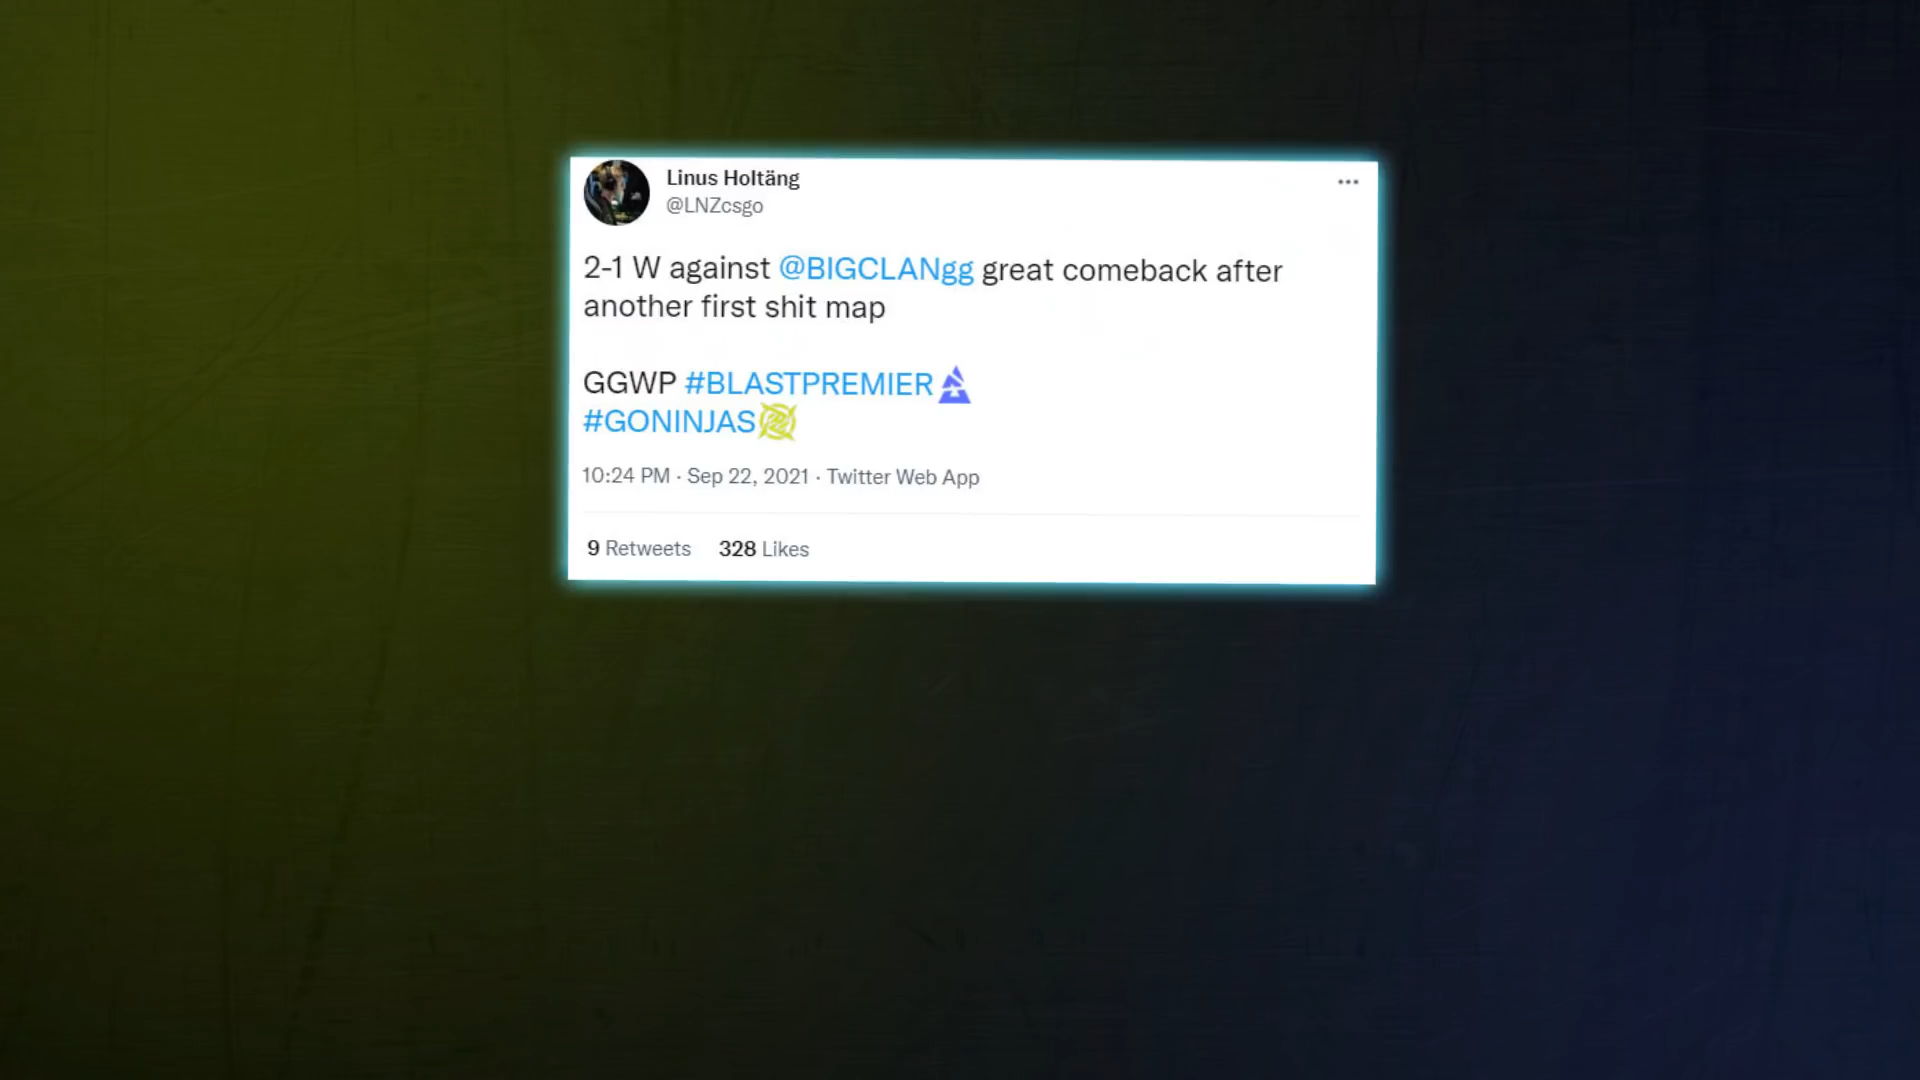 Linus Holtäng
@LNZcsgo
2-1 W against @BIGCLANgg great comeback after
another first shit map
GGWP #BLASTPREMIER
#GONINJAS
10:24 PM · Sep 22, 2021 · Twitter Web App
9 Retweets 328 Likes